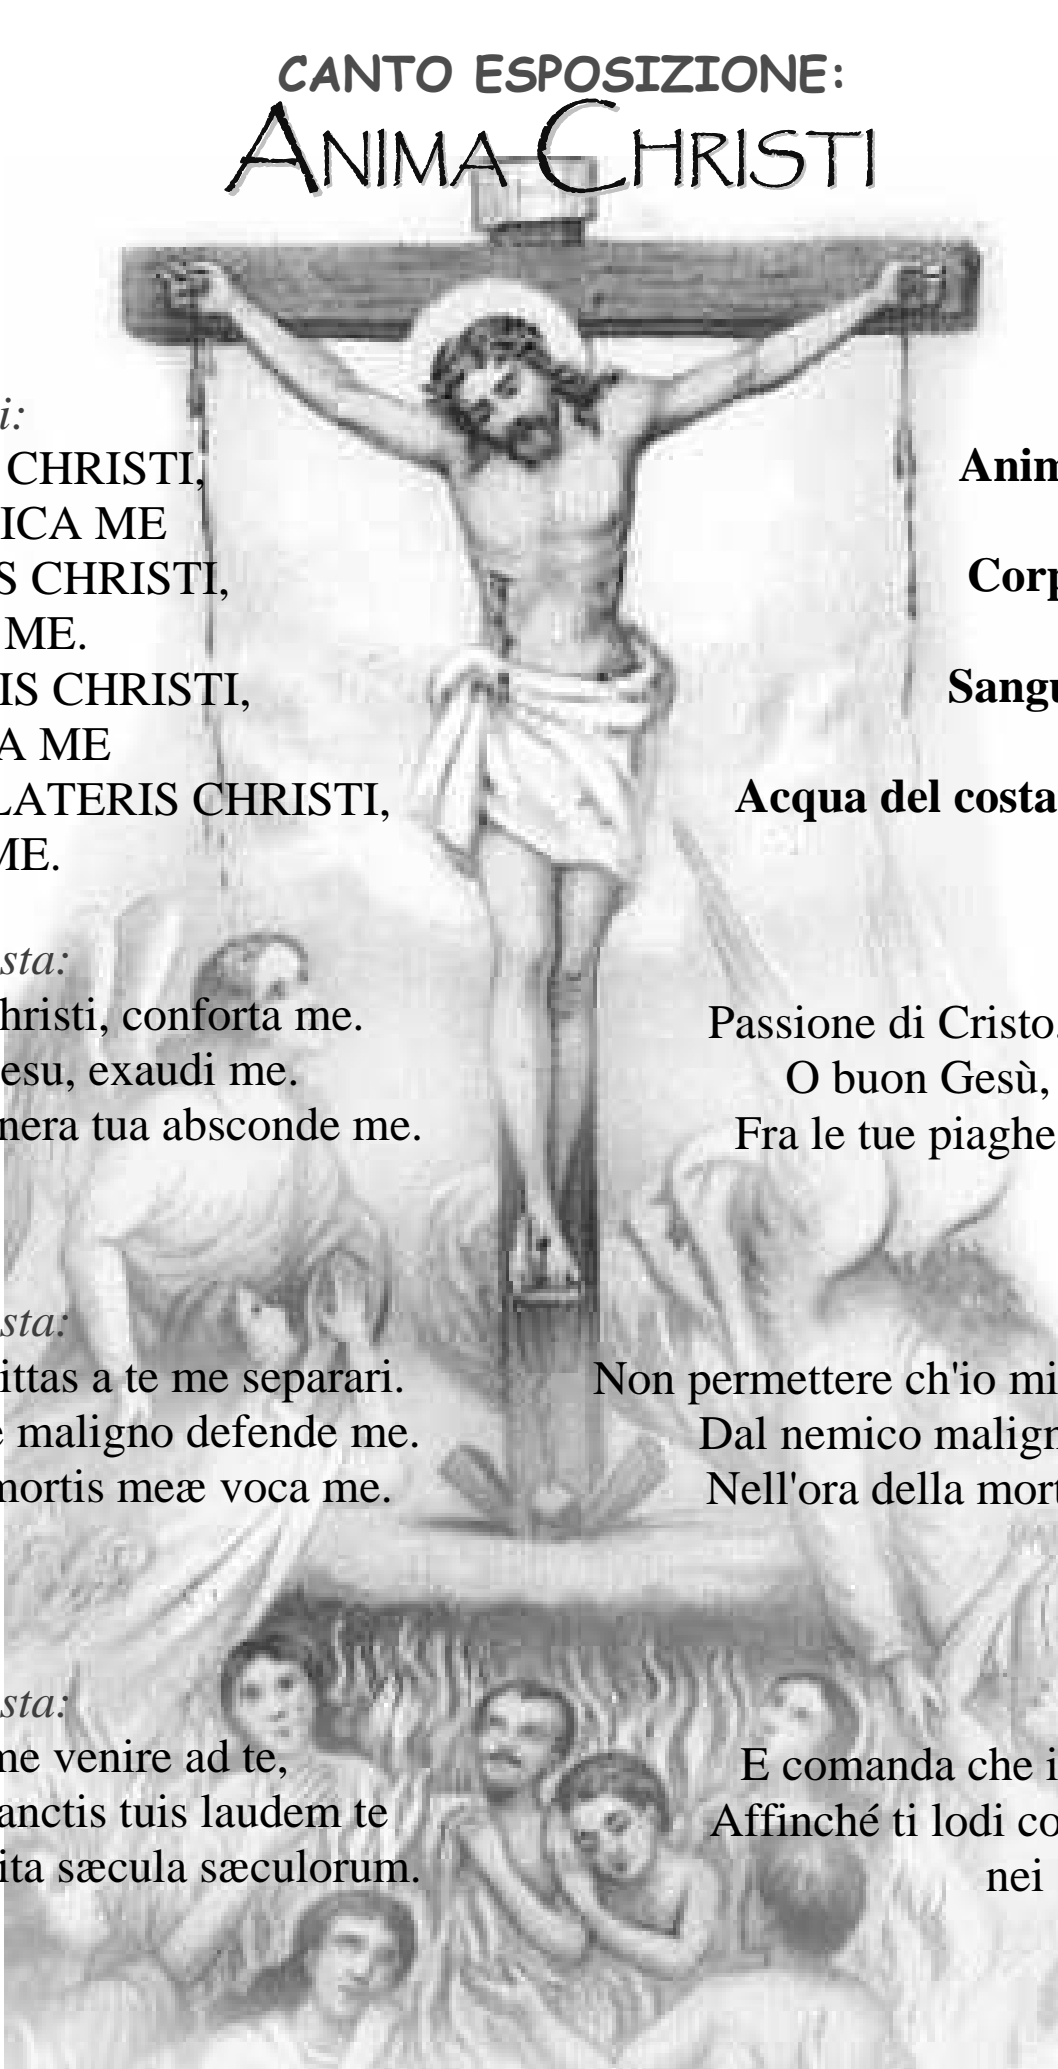 CANTO ESPOSIZIONE:
ANIMA CHRISTI
i:
CHRISTI,
ICA ME
S CHRISTI,
ME.
IS CHRISTI,
A ME
LATERIS CHRISTI,
ME.
sta:
hristi, conforta me.
esu, exaudi me.
nera tua absconde me.
sta:
ittas a te me separari.
e maligno defende me.
mortis meæ voca me.
sta:
me venire ad te,
anctis tuis laudem te
ita sæcula sæculorum.
Anim
Corp
Sangu
Acqua del costa
Passione di Cristo,
O buon Gesù,
Fra le tue piaghe
Non permettere ch'io mi
Dal nemico malign
Nell'ora della mort
E comanda che i
Affinché ti lodi co
nei